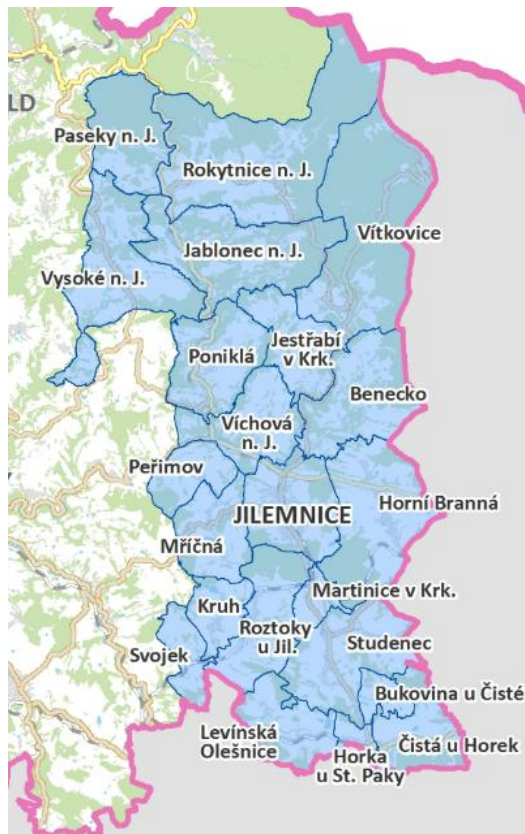 LD
Paseky n. J.
Rokytnice n. J.
Vítkovice
Jablonec n. J.
Vysoké n. J.
Jestřabí
v Krk.
Poniklá
Benecko
Víchová
n. J.
Peřimov
Horní Branná
JILEMNICE
Mříčná
Martinice v Krk.
Kruh
Roztoky
u Jil.
Studenec
Svojek
Bukovina u Čisté
Levínská
Olešnice
Čistá u Horek
Horka
u St. Paky